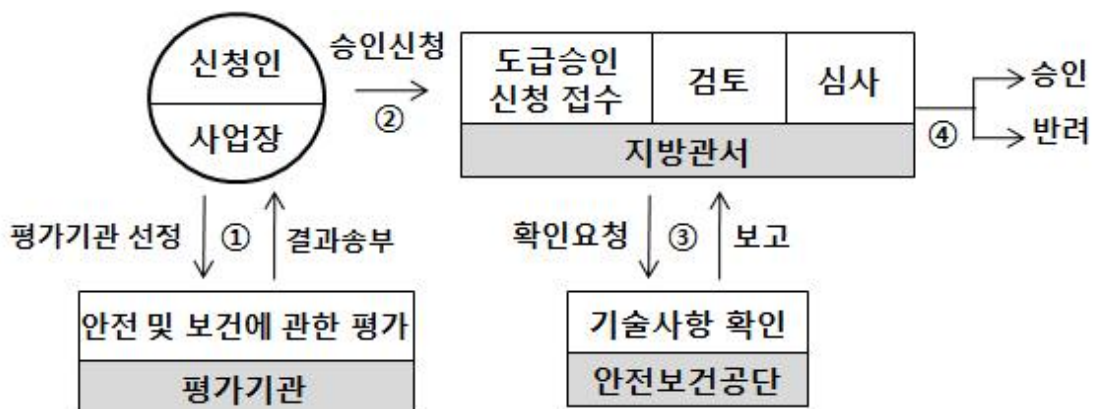 신청인
사업장
승인신청
②
도급승인
신청 접수
검토
심사
지방관서
④
승인
반려
평가기관 선정
①
결과송부
확인요청
③
보고
안전 및 보건에 관한 평가
평가기관
기술사항 확인
안전보건공단